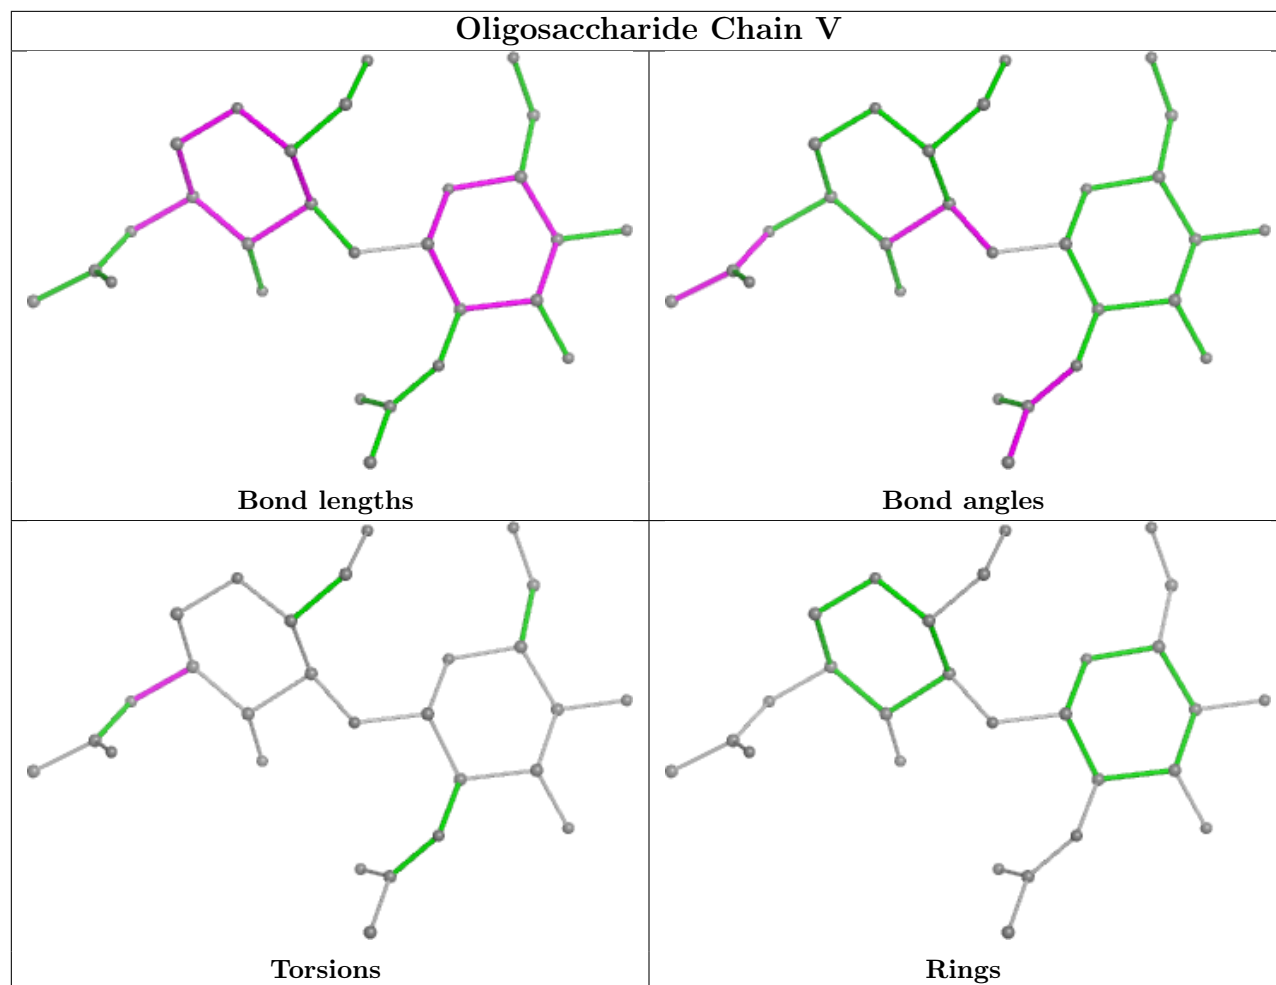 Oligosaccharide Chain V
Bond lengths
Bond angles
Torsions
Rings